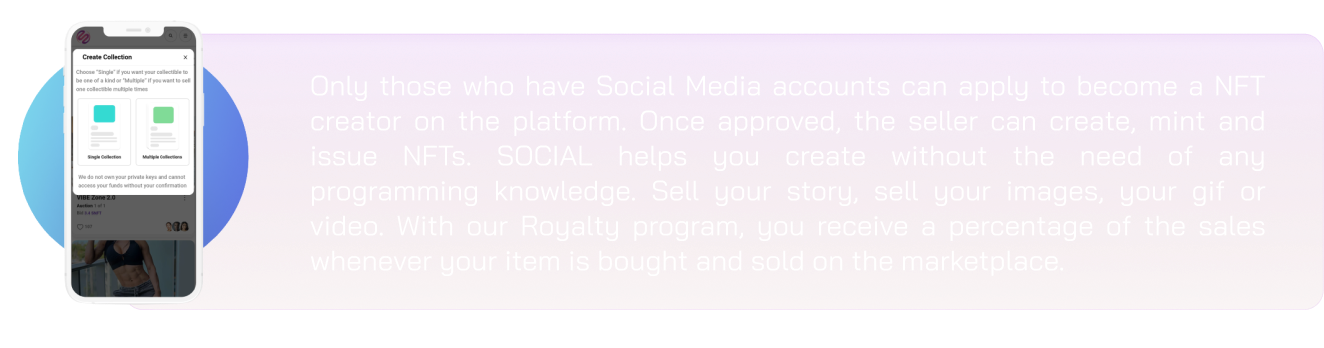 Create Collection x
Choose "Single" if you want your collectible to
be one of a kind or "Multiple" if you want to sell
one collectible multiple times
Single Collection Multiple Collections
We do not own your private keys and cannot
access your funds without your confirmation
VIBE Zone 2.0
Auction 1 of 1
Only those who have Social Media accounts can apply to become a NFT
creator on the platform. Once approved, the seller can create, mint and
issue NFTs. SOCIAL helps you create without the need of any
programming knowledge. Sell your story, sell your images, your gif or
video. With our Royalty program, you receive a percentage of the sales
whenever your item is bought and sold on the marketplace.